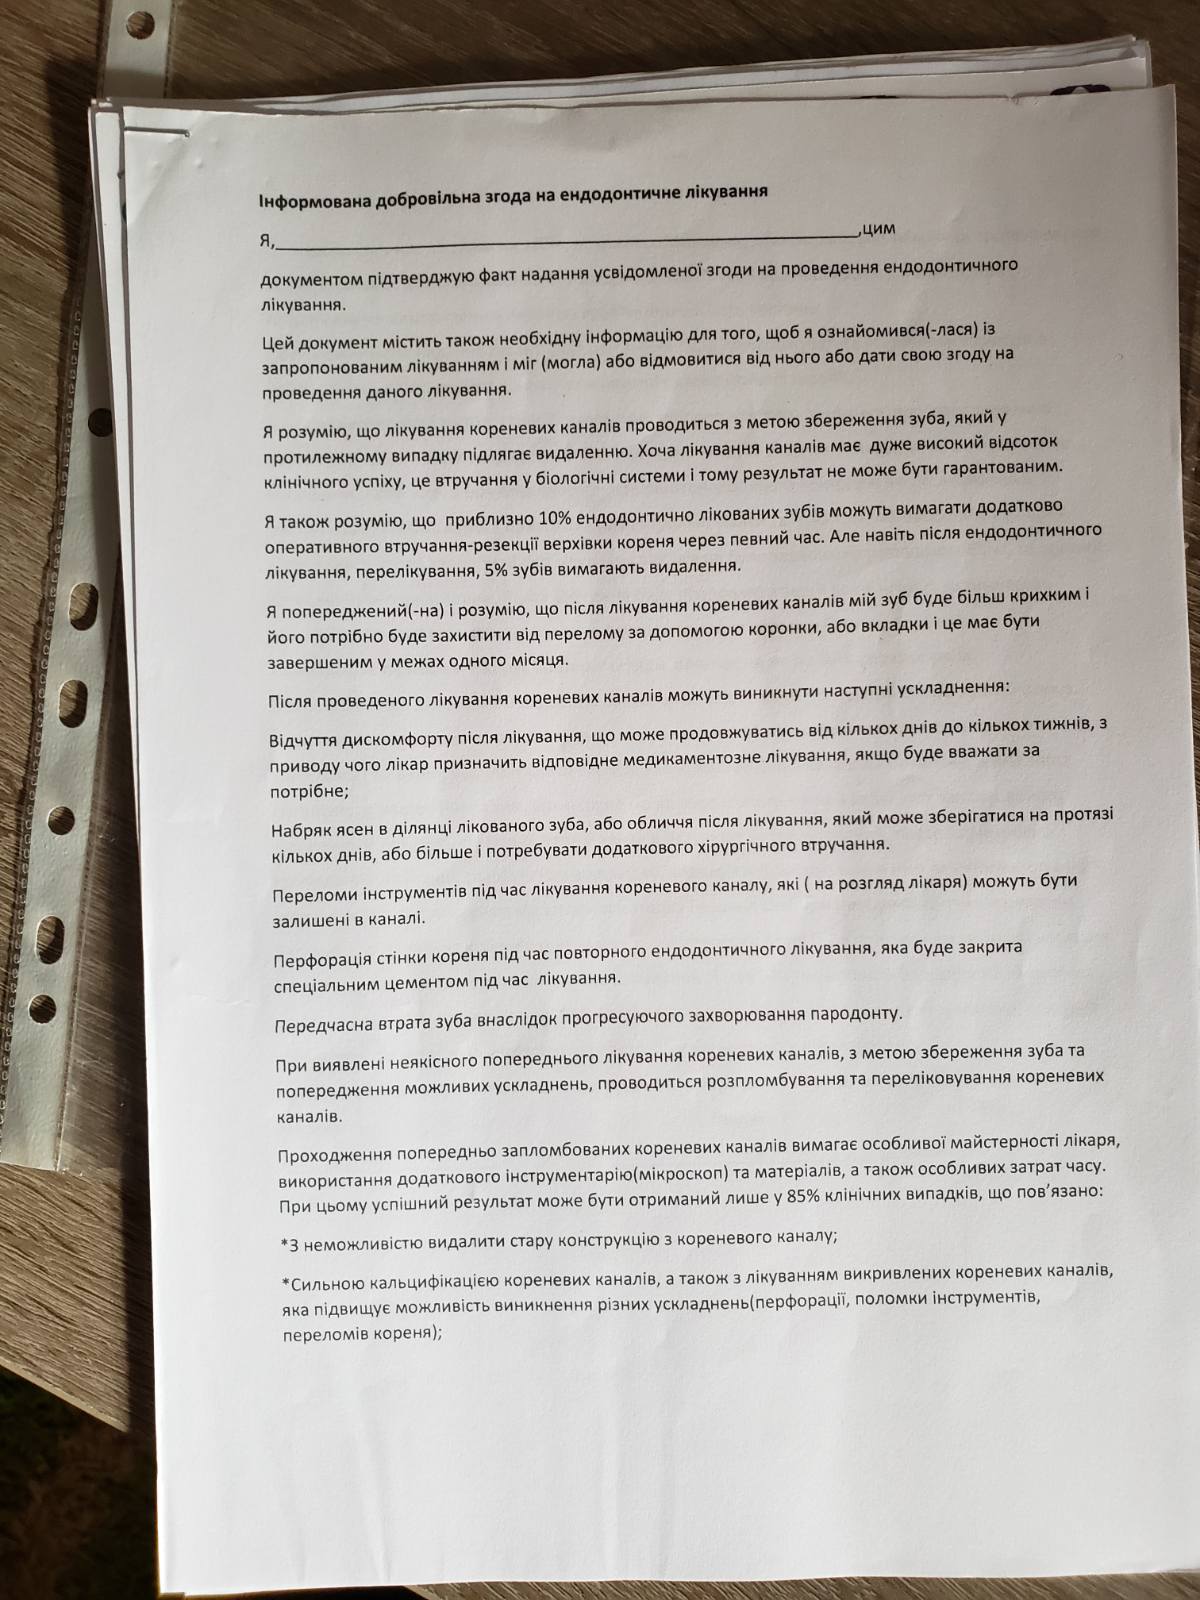 Інформована добровільна згода на ендодонтичне лікування
Я,______________________________________________________,цим
документом підтверджую факт надання усвідомленої згоди на проведення ендодонтичного
лікування.
Цей документ містить також необхідну інформацію для того, щоб я ознайомився(-лася) із
запропонованим лікуванням і міг (могла) або відмовитися від нього або дати свою згоду на
проведення даного лікування.
Я розумію, що лікування кореневих каналів проводиться з метою збереження зуба, який у
протилежному випадку підлягає видаленню. Хоча лікування каналів має  дуже високий відсоток
клінічного успіху, це втручання у біологічні системи і тому результат не може бути гарантованим.
Я також розумію, що  приблизно 10% ендодонтично лікованих зубів можуть вимагати додатково
оперативного втручання-резекції верхівки кореня через певний час. Але навіть після ендодонтичного
лікування, перелікування, 5% зубів вимагають видалення.
Я попереджений(-на) і розумію, що після лікування кореневих каналів мій зуб буде більш крихким і
його потрібно буде захистити від перелому за допомогою коронки, або вкладки і це має бути
завершеним у межах одного місяця.
Після проведеного лікування кореневих каналів можуть виникнути наступні ускладнення:
Відчуття дискомфорту після лікування, що може продовжуватись від кількох днів до кількох тижнів, з
приводу чого лікар призначить відповідне медикаментозне лікування, якщо буде вважати за
потрібне;
Набряк ясен в ділянці лікованого зуба, або обличчя після лікування, який може зберігатися на протязі
кількох днів, або більше і потребувати додаткового хірургічного втручання.
Переломи інструментів під час лікування кореневого каналу, які ( на розгляд лікаря) можуть бути
залишені в каналі.
Перфорація стінки кореня під час повторного ендодонтичного лікування, яка буде закрита
спеціальним цементом під час  лікування.
Передчасна втрата зуба внаслідок прогресуючого захворювання пародонту.
При виявлені неякісного попереднього лікування кореневих каналів, з метою збереження зуба та
попередження можливих ускладнень, проводиться розпломбування та переліковування кореневих
каналів.
Проходження попередньо запломбованих кореневих каналів вимагає особливої майстерності лікаря,
використання додаткового інструментарію(мікроскоп) та матеріалів, а також особливих затрат часу.
При цьому успішний результат може бути отриманий лише у 85% клінічних випадків, що пов’язано:
*З неможливістю видалити стару конструкцію з кореневого каналу;
*Сильною кальцифікацією кореневих каналів, а також з лікуванням викривлених кореневих каналів,
яка підвищує можливість виникнення різних ускладнень(перфорації, поломки інструментів,
переломів кореня);